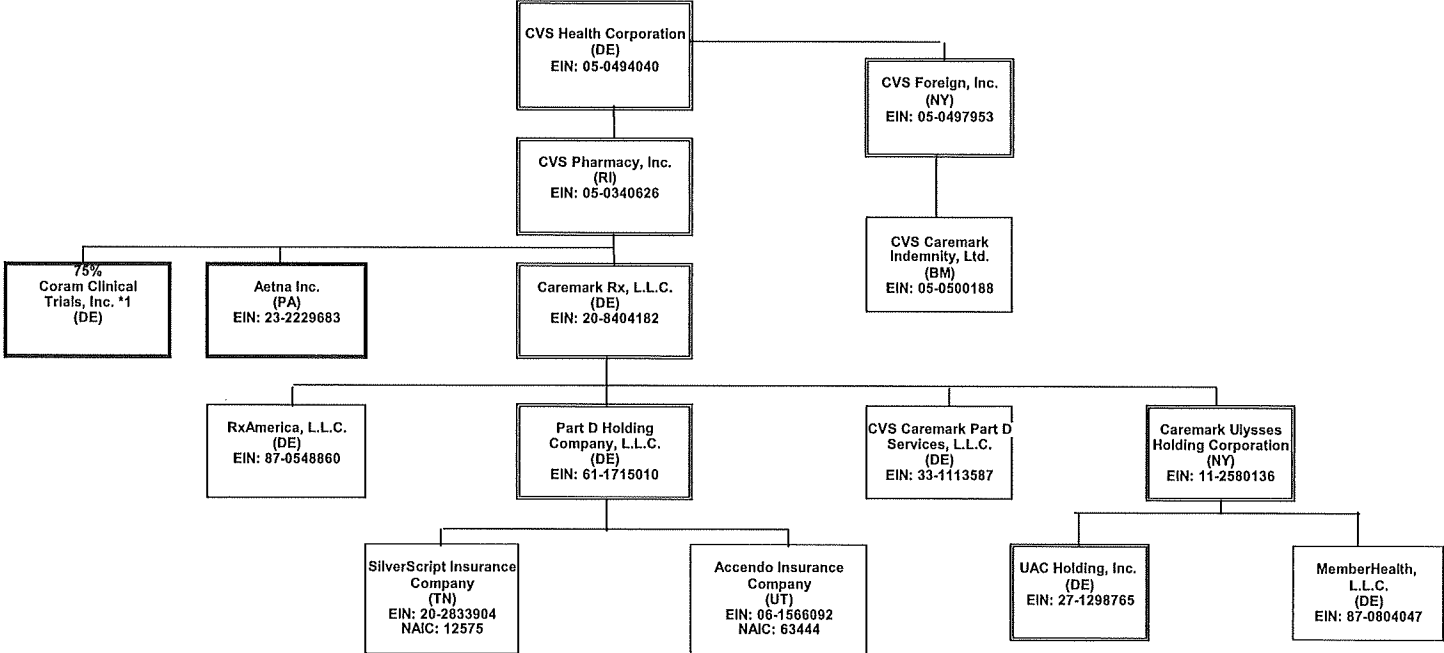 CVS Health Corporation
(DE)
EIN: 05-0494040
CVS Foreign, Inc.
(NY)
EIN: 05-0497953
CVS Pharmacy, Inc.
(RI)
EIN: 05-0340626
CVS Caremark
Indemnity, Ltd.
(BM)
EIN: 05-0500188
75%
Coram Clinical
Trials, Inc. *1
(DE)
Aetna Inc.
(PA)
EIN: 23-2229683
Caremark Rx, L.L.C.
(DE)
EIN: 20-8404182
RxAmerica, L.L.C.
(DE)
EIN: 87-0548860
Part D Holding
Company, L.L.C.
(DE)
EIN: 61-1715010
CVS Caremark Part D
Services, L.L.C.
(DE)
EIN: 33-1113587
Caremark Ulysses
Holding Corporation
(NY)
EIN: 11-2580136
SilverScript Insurance
Company
(TN)
EIN: 20-2833904
NAIC: 12575
Accendo Insurance
Company
(UT)
EIN: 06-1566092
NAIC: 63444
UAC Holding, Inc.
(DE)
EIN: 27-1298765
MemberHealth,
L.L.C.
(DE)
EIN: 87-0804047